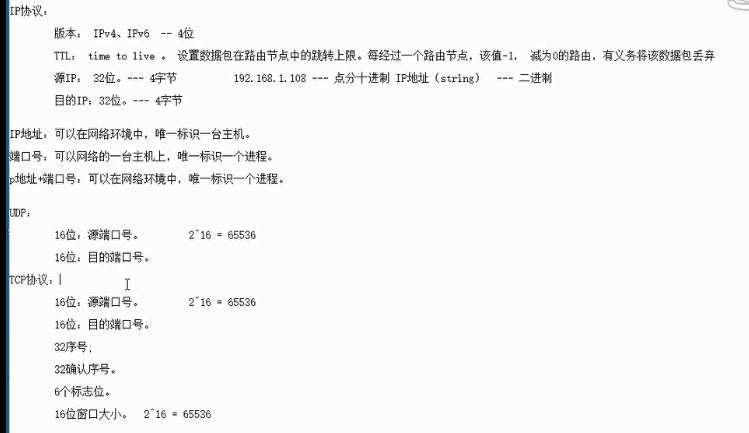 IP协议：
版本： IPv4、IPv6 -- 4位
TTL： time to live 。 设置数据包在路由节点中的跳转上限。每经过一个路由节点，该值-1， 减为0的路由，有义务将该数据包丢弃
源IP： 32位。--- 4字节 192.168.1.108 --- 点分十进制 IP地址（string） --- 二进制
目的IP：32位。--- 4字节
IP地址：可以在网络环境中，唯一标识一台主机。
端口号：可以网络的一台主机上，唯一标识一个进程。
p地址+端口号：可以在网络环境中，唯一标识一个进程。
UDP：
16位：源端口号。 2^16 = 65536
16位：目的端口号。
TCP协议：
16位：源端口号。 2^16 = 65536
16位：目的端口号。
32序号;
32确认序号。
6个标志位。
16位窗口大小。 2^16 = 65536